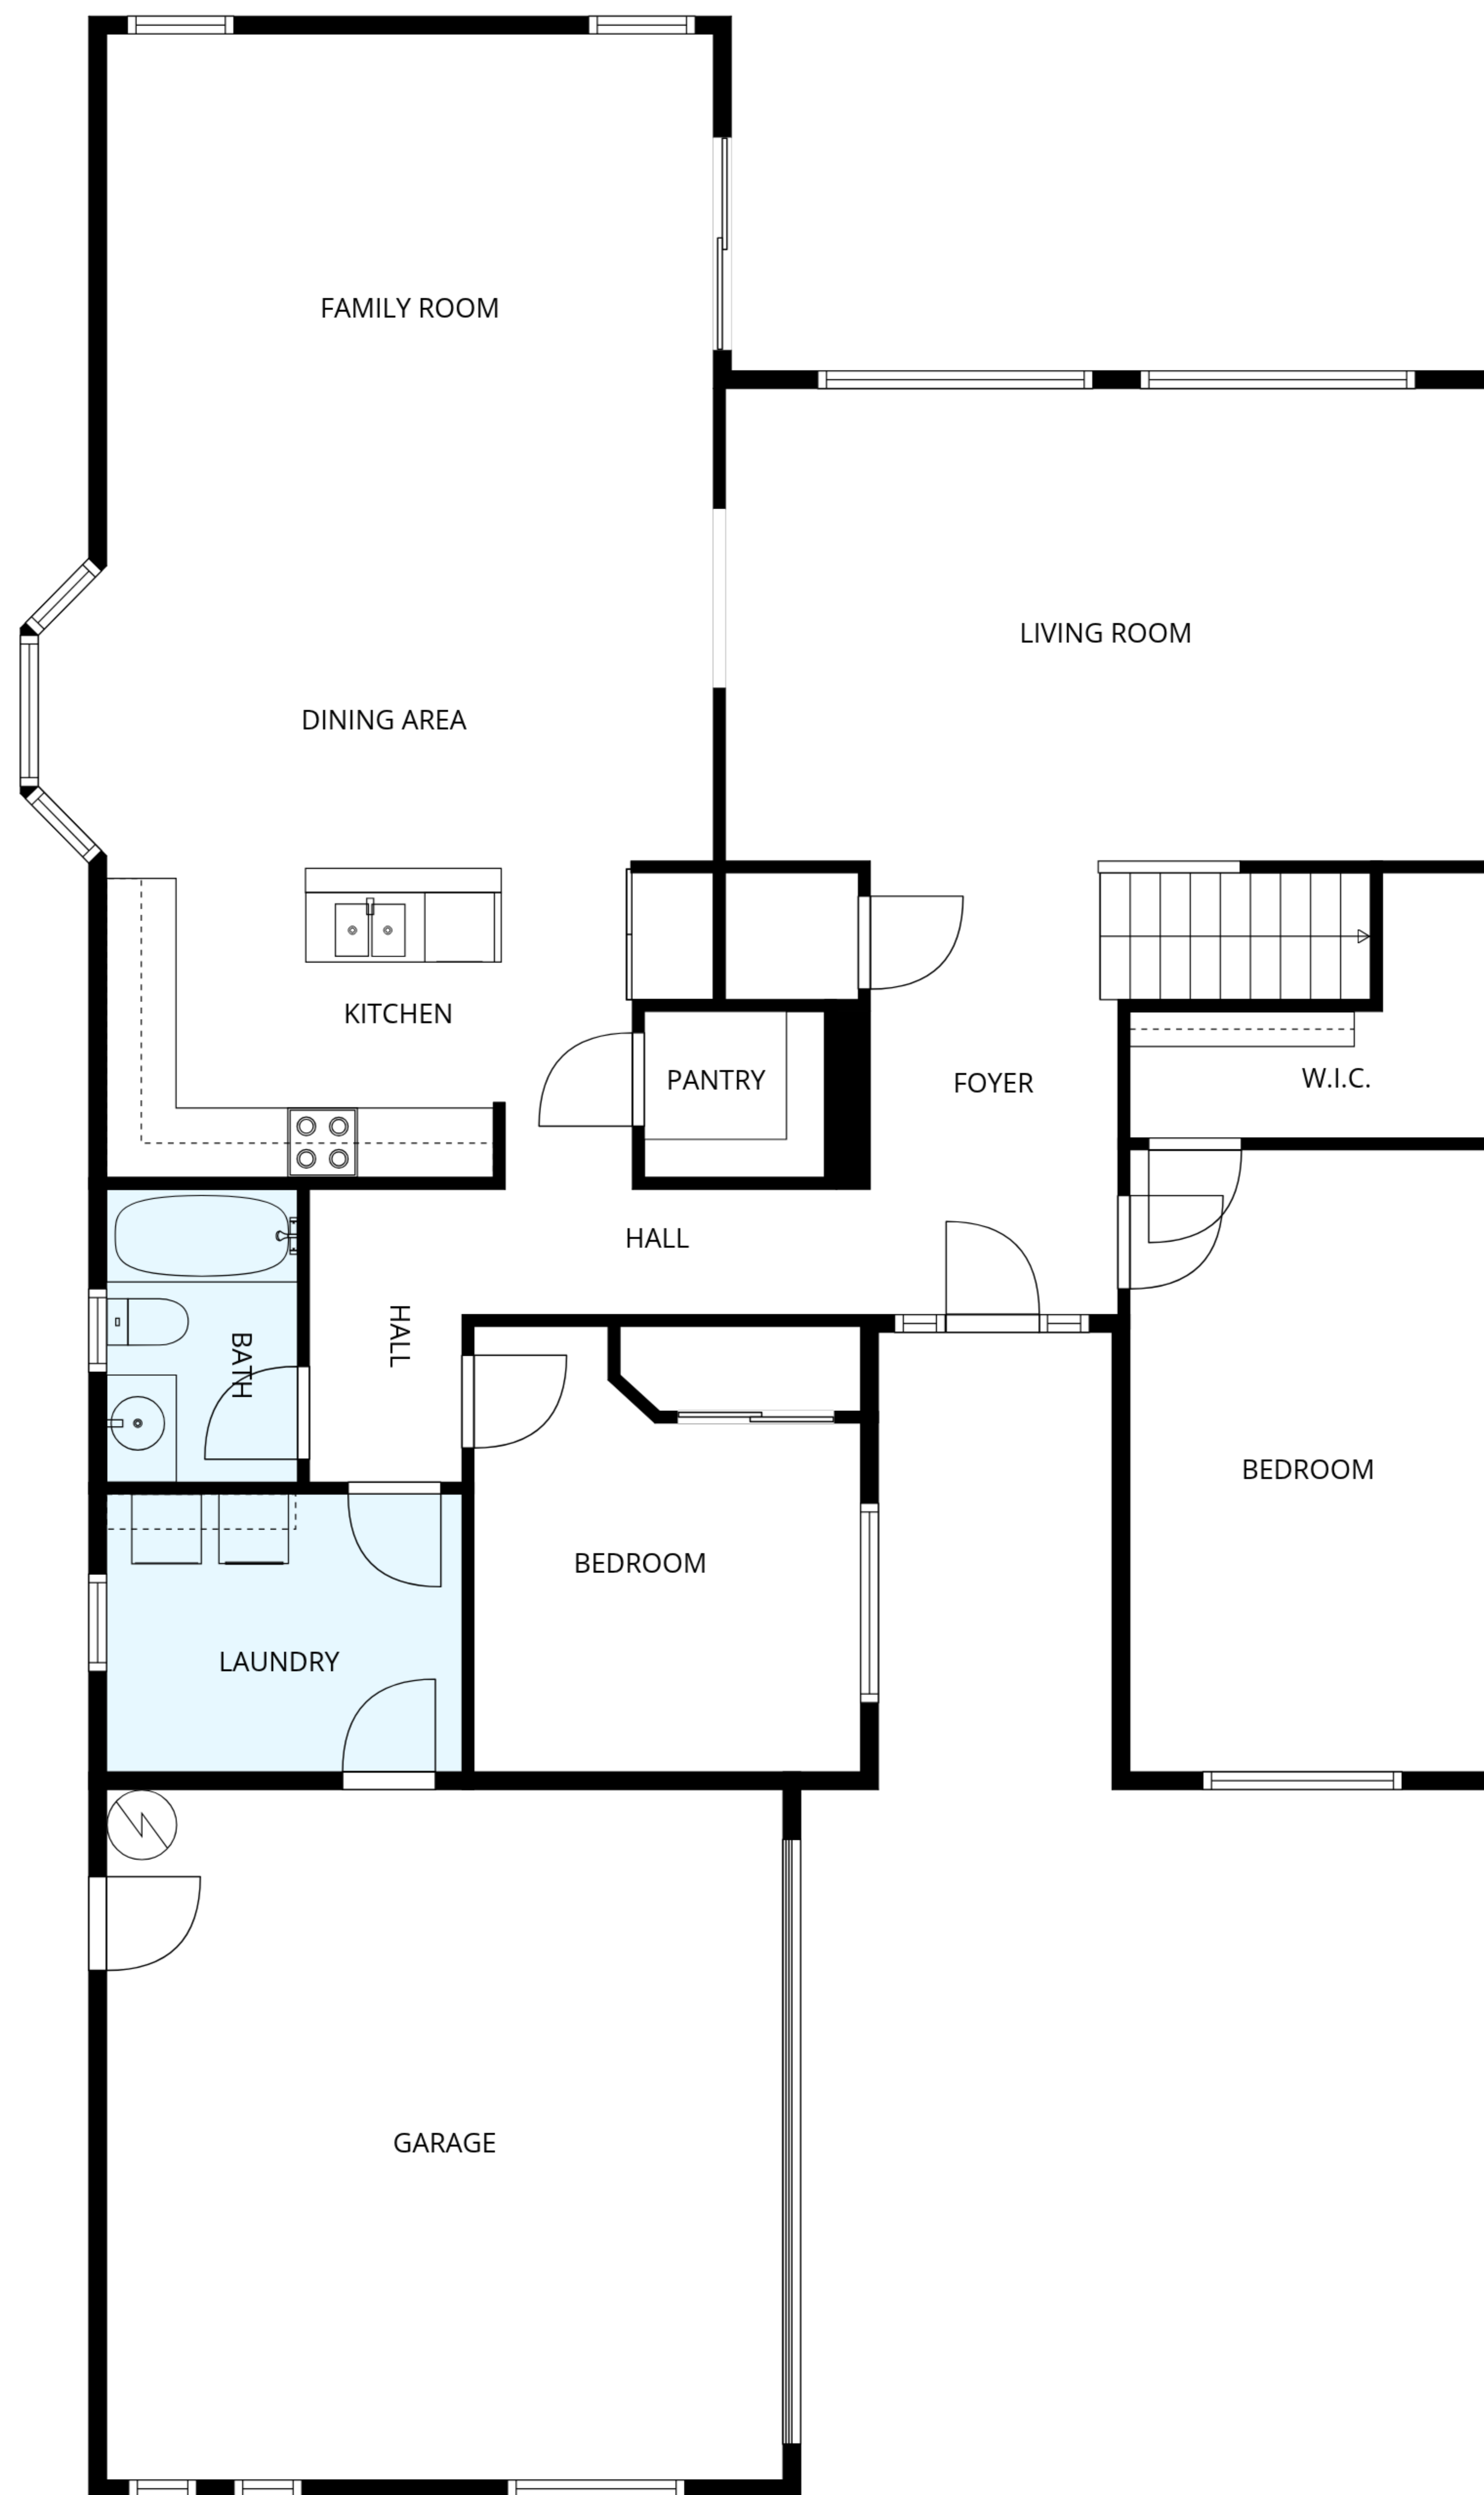 FAMILY ROOM
LIVING ROOM
DINING AREA
KITCHEN
PANTRY
FOYER
W.I.C.
HALL
HALL
BATH
BEDROOM
BEDROOM
LAUNDRY
GARAGE